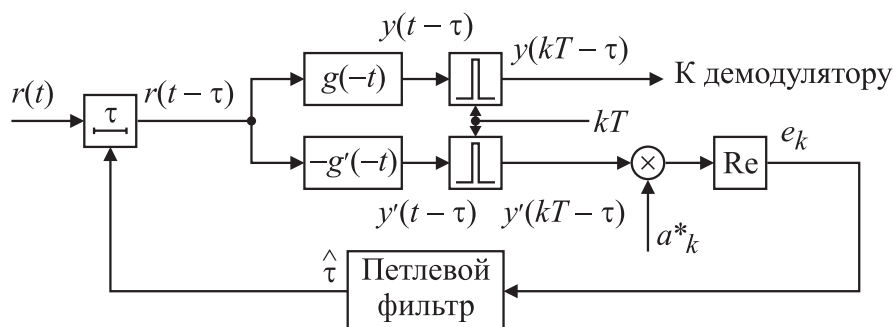 y(t – τ)
y(kT – τ)
r(t)
τ
r(t – τ)
g(–t)
К демодулятору
kT
–g′(–t)
y′(t – τ)
y′(kT – τ)
×
Re
e_k
a*_k
τ̂
Петлевой
фильтр